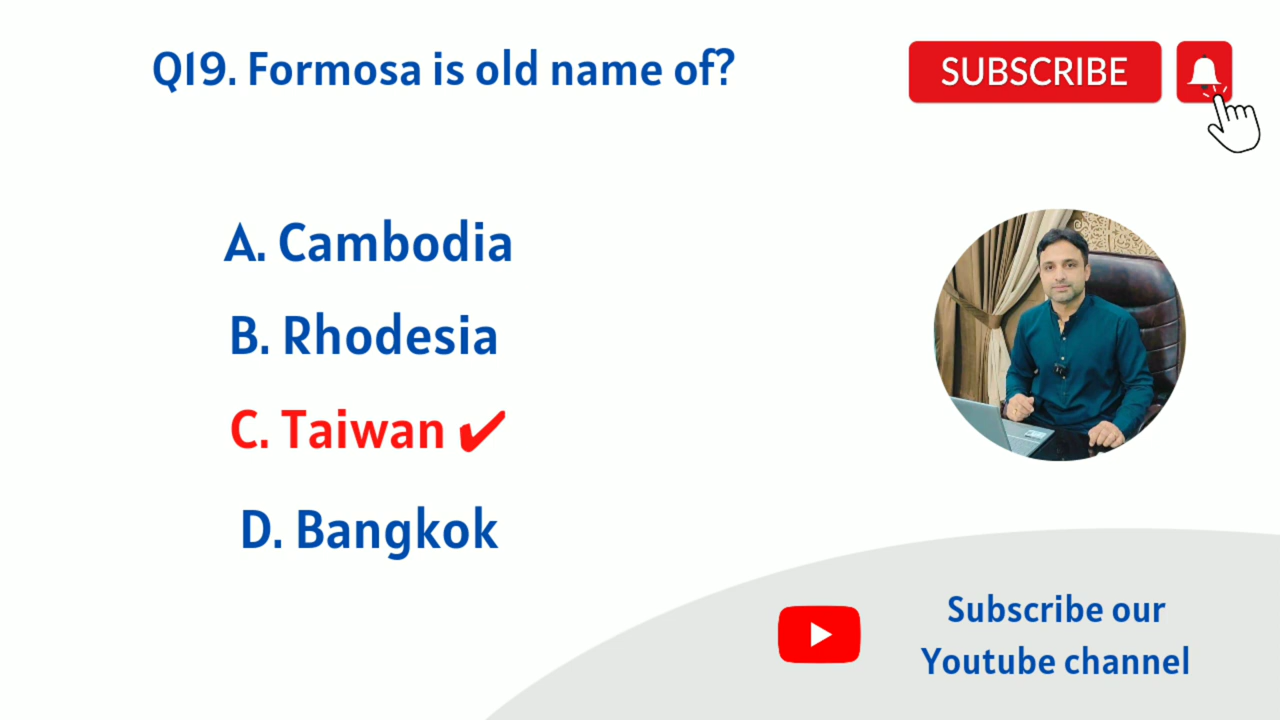 Q19. Formosa is old name of?
SUBSCRIBE
A. Cambodia
B. Rhodesia
C. Taiwan ✔
D. Bangkok
Subscribe our
Youtube channel